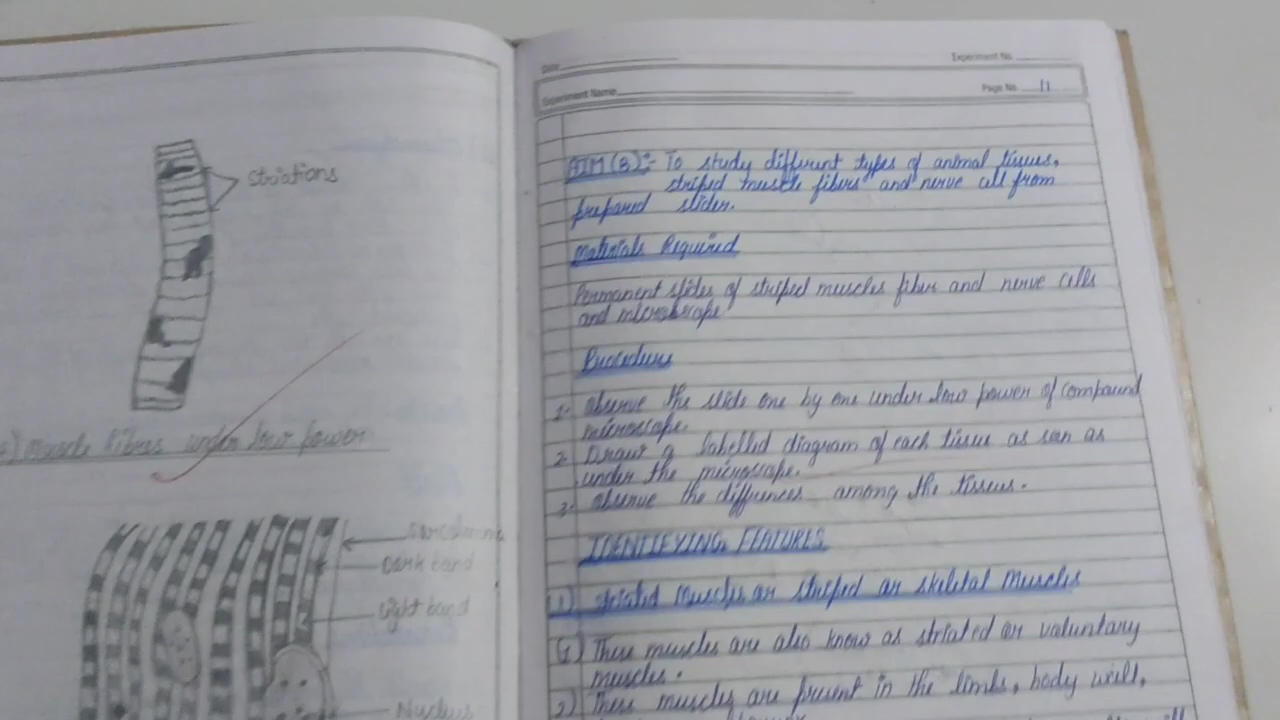 Striations
Muscle Fibres under low power
Dark band
Light band
Nucleus
Date
Experiment No.
Experiment Name
Page No. 11
AIM (B):- To study different types of animal tissues,
striped muscle fibers and nerve cell from
prepared slides.
Materials Required
Permanent slides of striped muscles fiber and nerve cells
and microscope
Procedure
1. Observe the slide one by one under low power of compound
microscope.
2. Draw a labelled diagram of each tissue as seen as
under the microscope.
3. Observe the differences among the tissues.
IDENTIFYING FEATURES
(1) Striated Muscles or striped or skeletal Muscles
(1) These muscles are also know as striated or voluntary
muscles.
2) These muscles are present in the limbs, body wall,